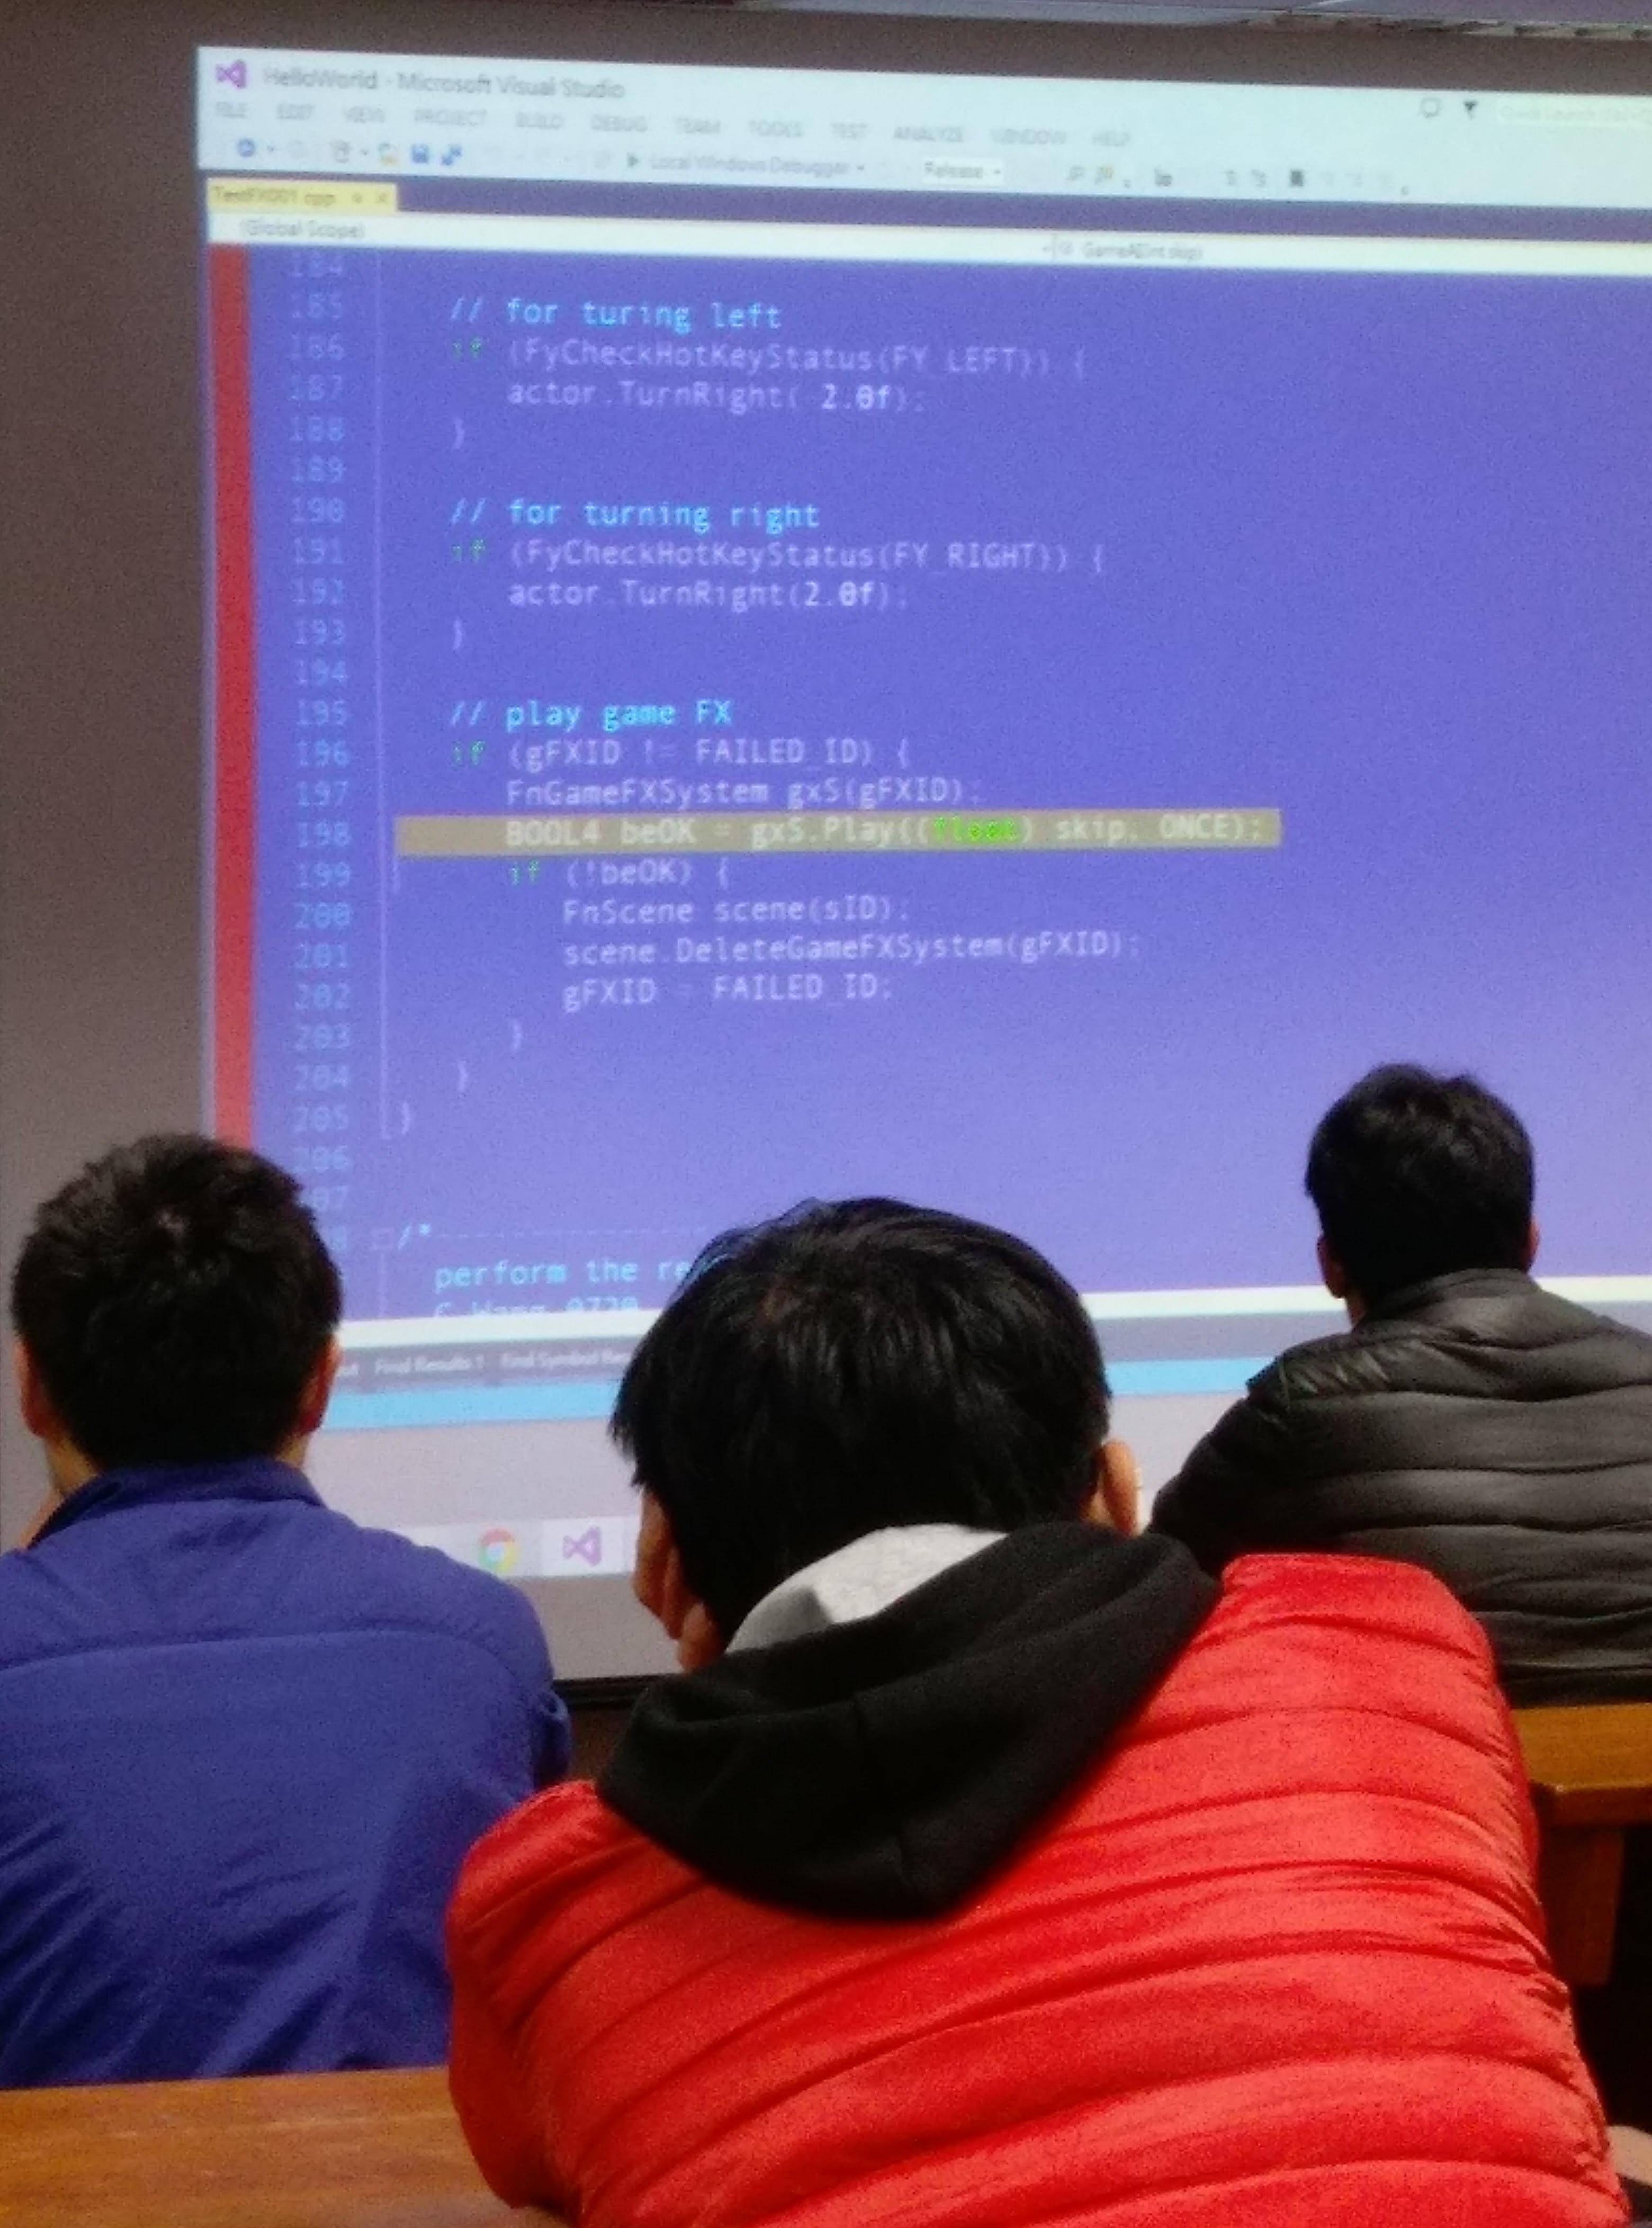 HelloWorld - Microsoft Visual Studio
FILE EDIT VIEW PROJECT BUILD DEBUG TEAM TOOLS TEST ANALYZE WINDOW HELP
Local Windows Debugger Release
TestFX001.cpp
(Global Scope) GameAI(int skip)
184
185 // for turing left
186 if (FyCheckHotKeyStatus(FY_LEFT)) {
187 actor.TurnRight(-2.0f);
188 }
189
190 // for turning right
191 if (FyCheckHotKeyStatus(FY_RIGHT)) {
192 actor.TurnRight(2.0f);
193 }
194
195 // play game FX
196 if (gFXID != FAILED_ID) {
197 FnGameFXSystem gxS(gFXID);
198 BOOL4 beOK = gxS.Play((float) skip, ONCE);
199 if (!beOK) {
200 FnScene scene(sID);
201 scene.DeleteGameFXSystem(gFXID);
202 gFXID = FAILED_ID;
203 }
204 }
205 }
206
07
8 /*--------------
perform the re
C.Wang 0720
Find Results 1 Find Symbol Re